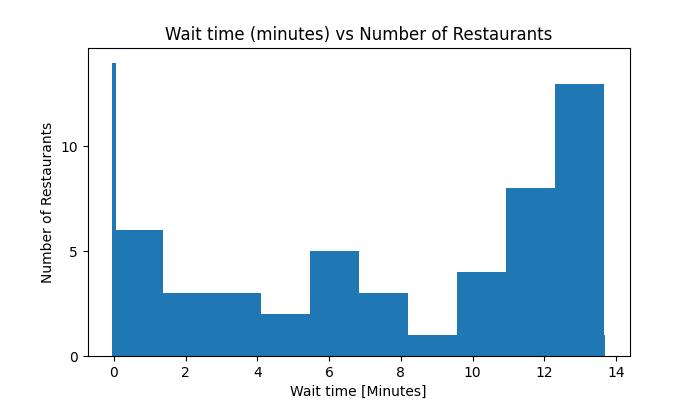 Wait time (minutes) vs Number of Restaurants
Number of Restaurants
10
5
0
0 2 4 6 8 10 12 14
Wait time [Minutes]